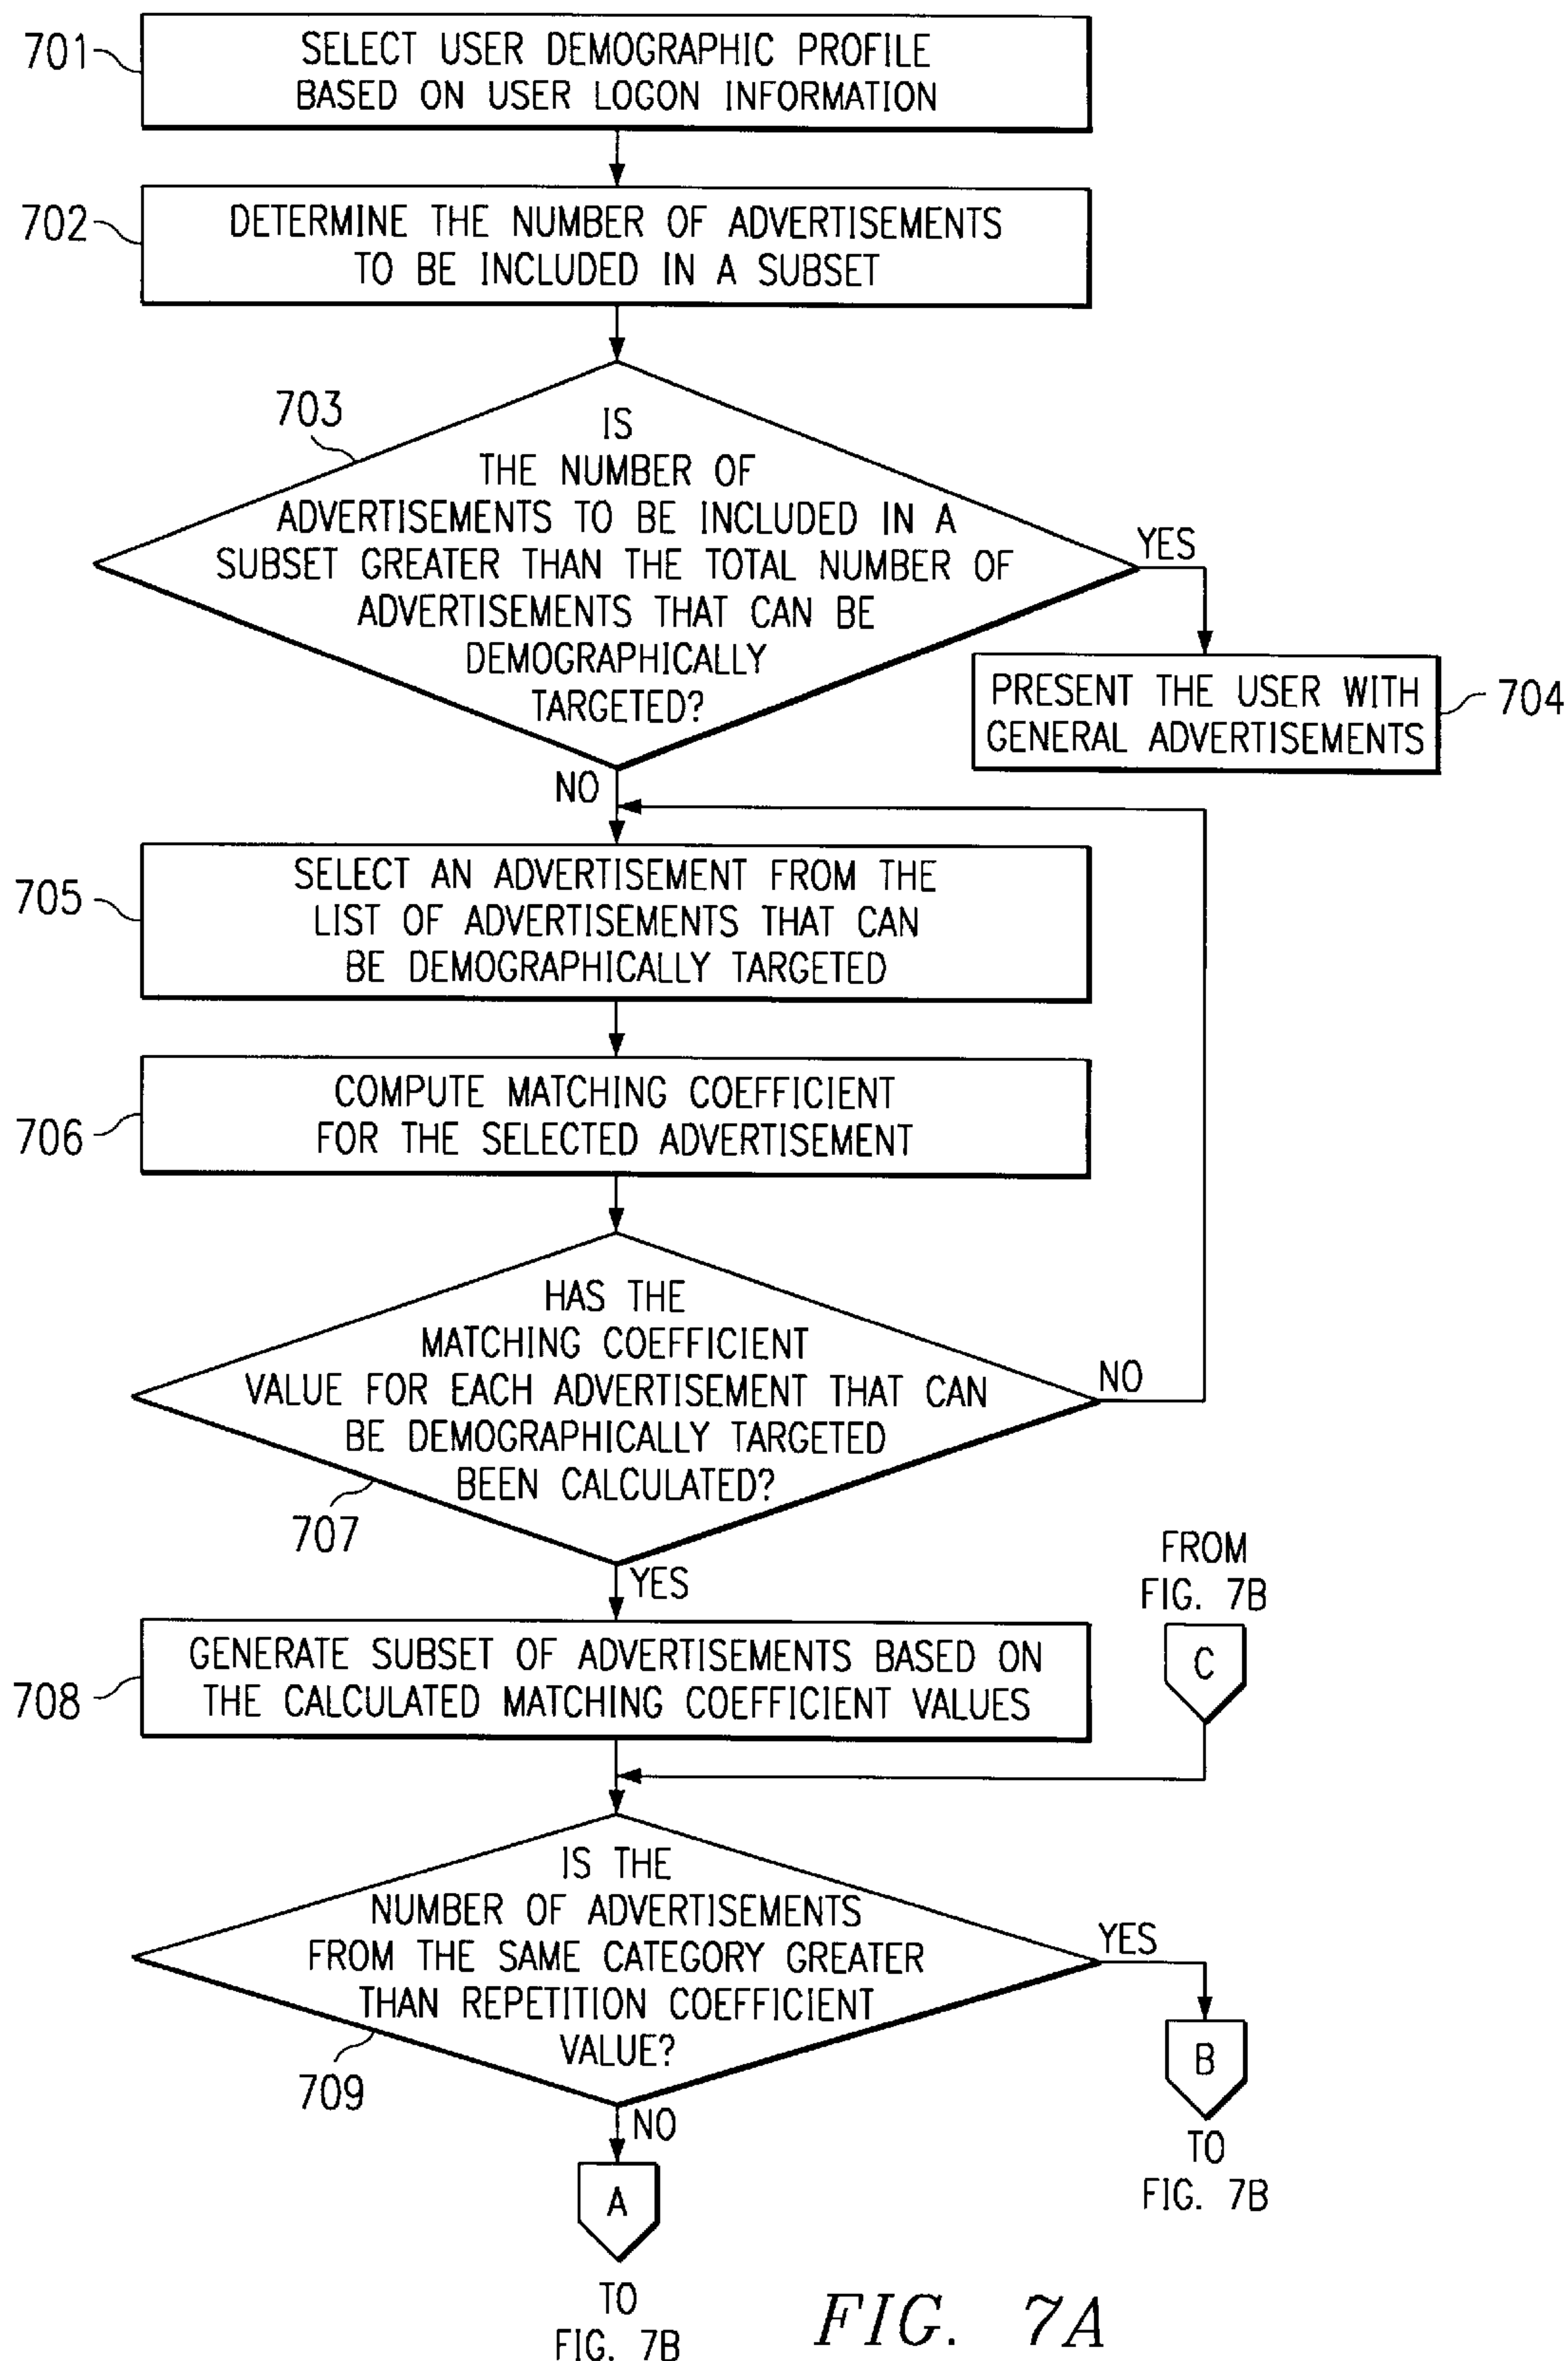 701
SELECT USER DEMOGRAPHIC PROFILE
BASED ON USER LOGON INFORMATION
702
DETERMINE THE NUMBER OF ADVERTISEMENTS
TO BE INCLUDED IN A SUBSET
703
IS
THE NUMBER OF
ADVERTISEMENTS TO BE INCLUDED IN A
SUBSET GREATER THAN THE TOTAL NUMBER OF
ADVERTISEMENTS THAT CAN BE
DEMOGRAPHICALLY
TARGETED?
YES
PRESENT THE USER WITH
GENERAL ADVERTISEMENTS
704
NO
705
SELECT AN ADVERTISEMENT FROM THE
LIST OF ADVERTISEMENTS THAT CAN
BE DEMOGRAPHICALLY TARGETED
706
COMPUTE MATCHING COEFFICIENT
FOR THE SELECTED ADVERTISEMENT
HAS THE
MATCHING COEFFICIENT
VALUE FOR EACH ADVERTISEMENT THAT CAN
BE DEMOGRAPHICALLY TARGETED
BEEN CALCULATED?
NO
707
YES
FROM
FIG. 7B
C
708
GENERATE SUBSET OF ADVERTISEMENTS BASED ON
THE CALCULATED MATCHING COEFFICIENT VALUES
IS THE
NUMBER OF ADVERTISEMENTS
FROM THE SAME CATEGORY GREATER
THAN REPETITION COEFFICIENT
VALUE?
YES
709
B
TO
FIG. 7B
NO
A
TO
FIG. 7B
FIG. 7A